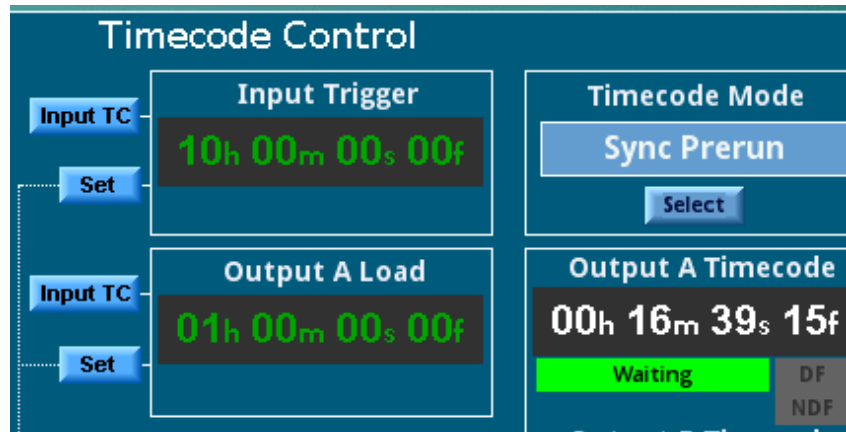 Timecode Control
Input TC
Input Trigger
10h 00m 00s 00f
Set
Timecode Mode
Sync Prerun
Select
Input TC
Output A Load
01h 00m 00s 00f
Set
Output A Timecode
00h 16m 39s 15f
Waiting
DF
NDF